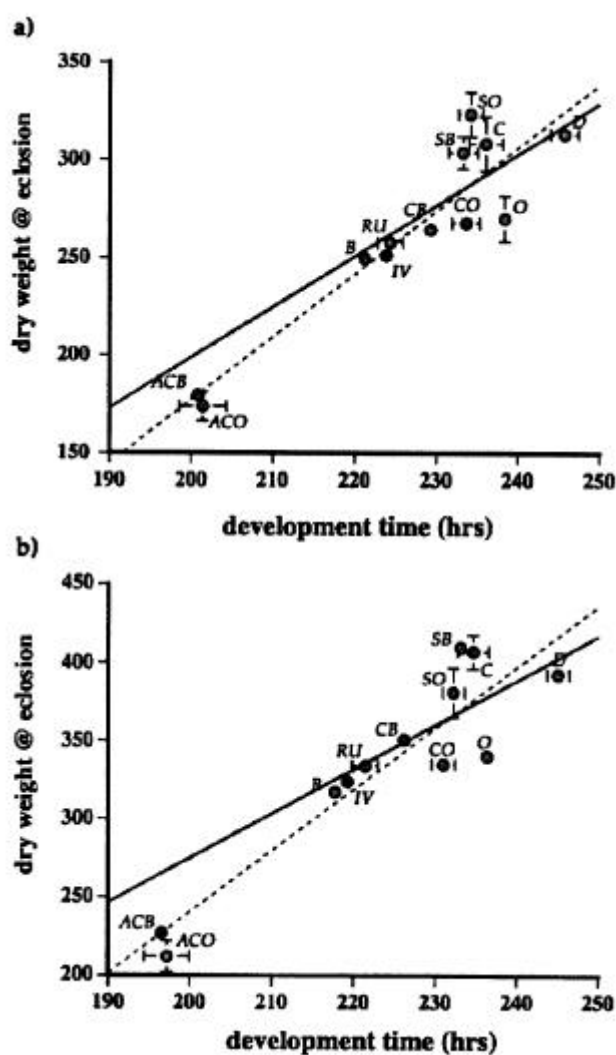 a)
dry weight @ eclosion
350
300
250
200
150
SO
SB
C
D
CB
CO
O
RU
B
IV
ACB
ACO
190 200 210 220 230 240 250
development time (hrs)
b)
dry weight @ eclosion
450
400
350
300
250
200
SB
C
SO
D
CB
CO
O
RU
B
IV
ACB
ACO
190 200 210 220 230 240 250
development time (hrs)